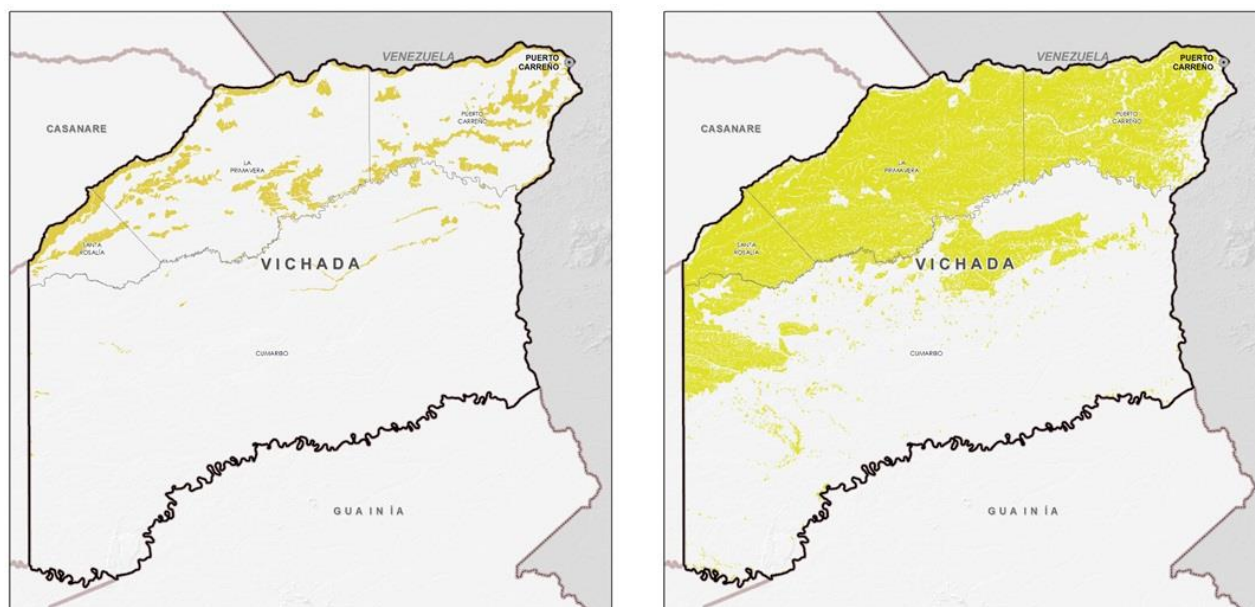 VENEZUELA
PUERTO
CARREÑO
CASANARE
PUERTO
CARREÑO
LA
PRIMAVERA
SANTA
ROSALÍA
VICHADA
CUMARIBO
GUAINÍA
VENEZUELA
PUERTO
CARREÑO
CASANARE
PUERTO
CARREÑO
LA
PRIMAVERA
SANTA
ROSALÍA
VICHADA
CUMARIBO
GUAINÍA